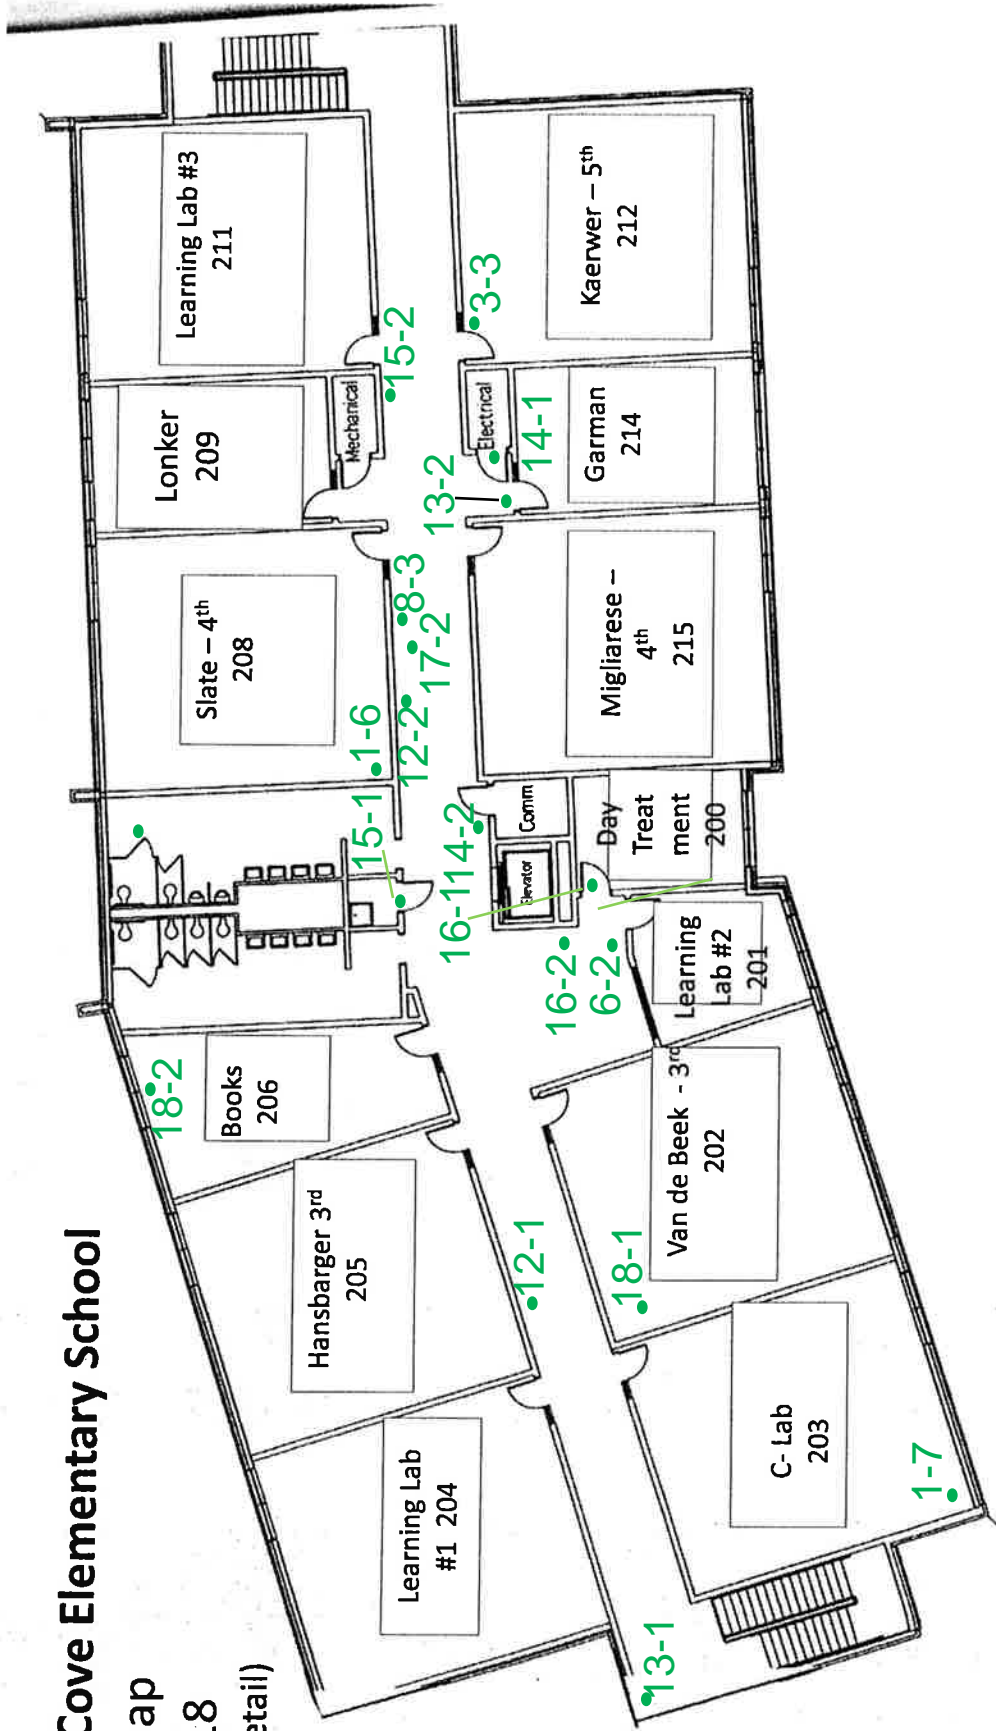 Cove Elementary School
ap
18
etail)
Learning Lab #3
211
Lonker
209
Mechanical
15-2
Kaerwer – 5th
212
3-3
Electrical
14-1
Garman
214
13-2
Slate – 4th
208
8-3
17-2
12-2
1-6
Migliarese –
4th
215
15-1
14-2
16-1
Comm
Elevator
Day
Treat
ment
200
16-2
6-2
Learning
Lab #2
201
18-2
Books
206
Hansbarger 3rd
205
12-1
Van de Beek - 3rd
202
18-1
Learning Lab
#1 204
C- Lab
203
1-7
13-1